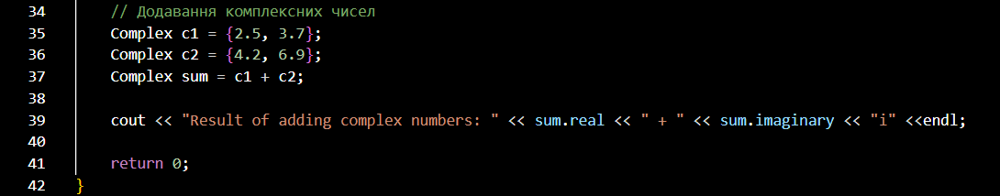 34 // Додавання комплексних чисел
35 Complex c1 = {2.5, 3.7};
36 Complex c2 = {4.2, 6.9};
37 Complex sum = c1 + c2;
38
39 cout << "Result of adding complex numbers: " << sum.real << " + " << sum.imaginary << "i" <<endl;
40
41 return 0;
42 }